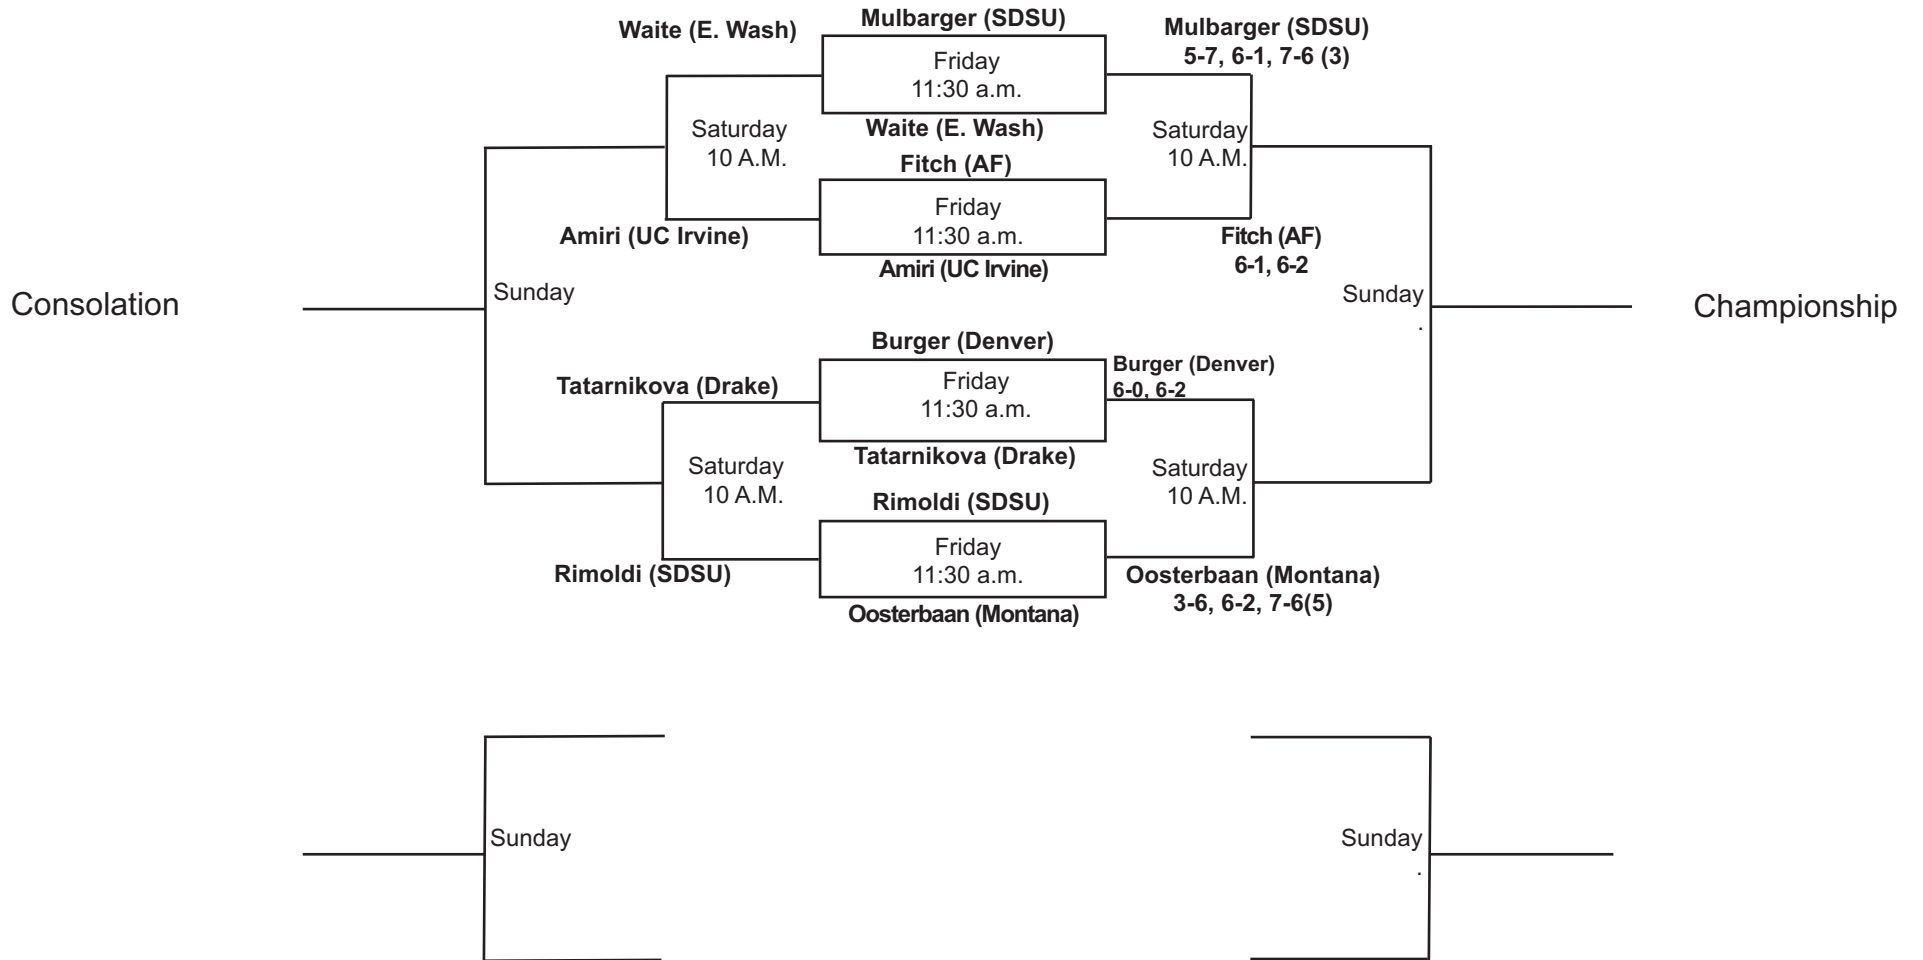 Mulbarger (SDSU)
Waite (E. Wash)
Mulbarger (SDSU)
5-7, 6-1, 7-6 (3)
Friday
11:30 a.m.
Saturday
10 A.M.
Waite (E. Wash)
Saturday
10 A.M.
Fitch (AF)
Friday
11:30 a.m.
Amiri (UC Irvine)
Fitch (AF)
6-1, 6-2
Amiri (UC Irvine)
Consolation
Sunday
Sunday
.
Championship
Burger (Denver)
Burger (Denver)
6-0, 6-2
Tatarnikova (Drake)
Friday
11:30 a.m.
Tatarnikova (Drake)
Saturday
10 A.M.
Saturday
10 A.M.
Rimoldi (SDSU)
Friday
11:30 a.m.
Rimoldi (SDSU)
Oosterbaan (Montana)
3-6, 6-2, 7-6(5)
Oosterbaan (Montana)
Sunday
Sunday
.